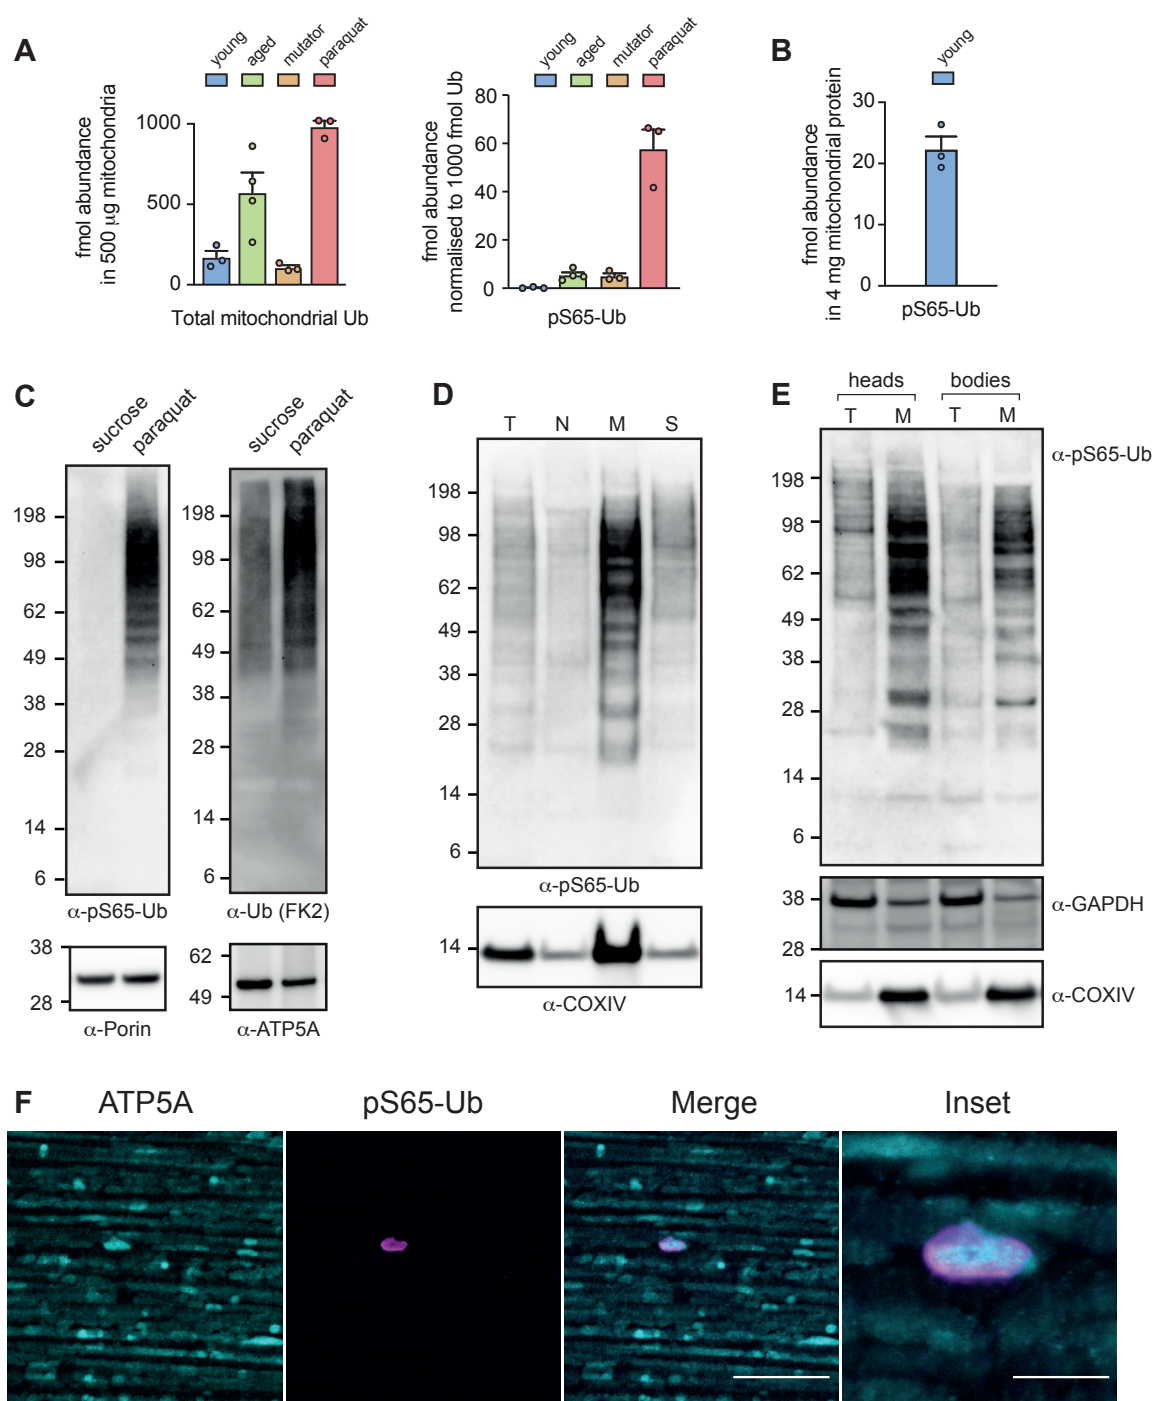 A
young
aged
mutator
paraquat
fmol abundance
in 500 μg mitochondria
1000
500
0
Total mitochondrial Ub
young
aged
mutator
paraquat
fmol abundance
normalised to 1000 fmol Ub
80
60
40
20
0
pS65-Ub
B
young
fmol abundance
in 4 mg mitochondrial protein
30
20
10
0
pS65-Ub
C
sucrose
paraquat
198
98
62
49
38
28
14
6
α-pS65-Ub
38
28
α-Porin
sucrose
paraquat
198
98
62
49
38
28
14
6
α-Ub (FK2)
62
49
α-ATP5A
D
T N M S
198
98
62
49
38
28
14
6
α-pS65-Ub
14
α-COXIV
E
heads bodies
T M T M
α-pS65-Ub
198
98
62
49
38
28
14
6
38
α-GAPDH
28
14
α-COXIV
F
ATP5A pS65-Ub Merge Inset